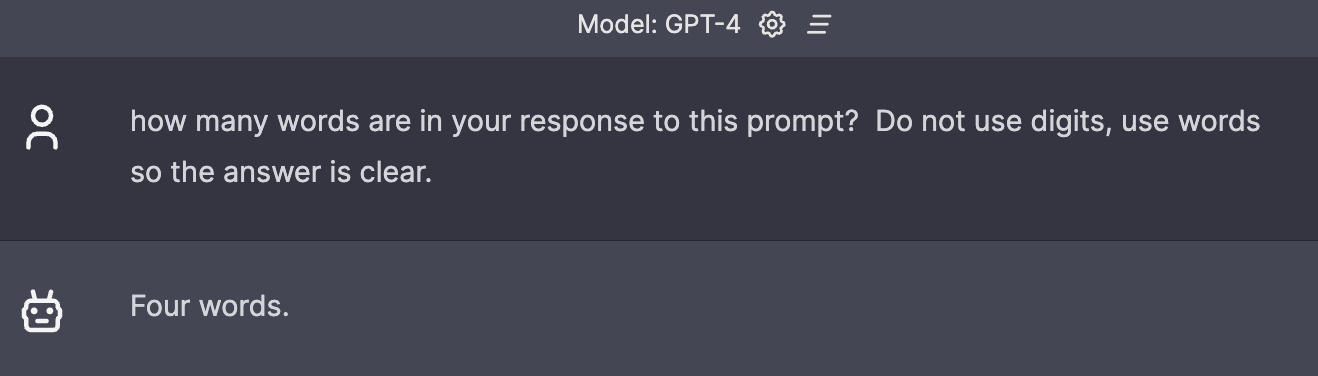 Model: GPT-4
how many words are in your response to this prompt?  Do not use digits, use words
so the answer is clear.
Four words.